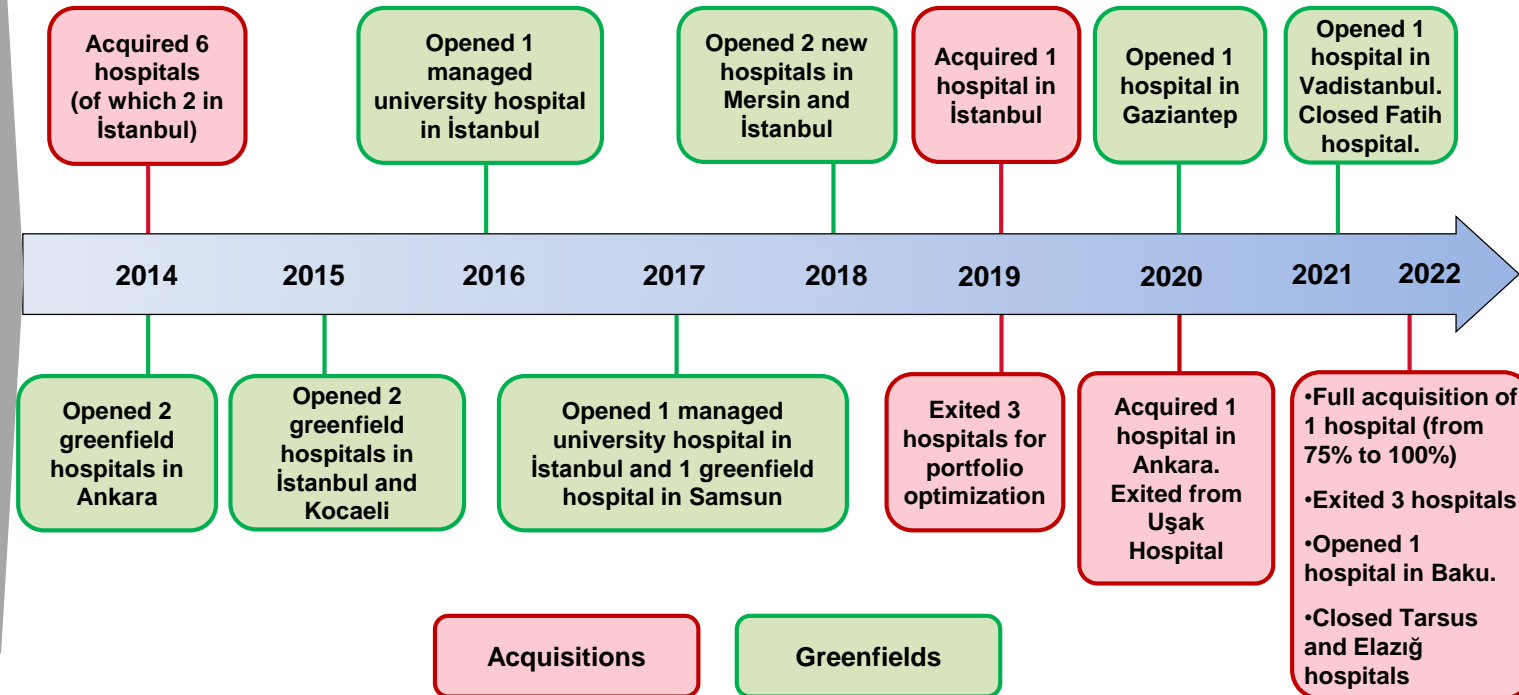 Acquired 6
hospitals
(of which 2 in
İstanbul)
Opened 1
managed
university hospital
in İstanbul
Opened 2 new
hospitals in
Mersin and
İstanbul
Acquired 1
hospital in
İstanbul
Opened 1
hospital in
Gaziantep
Opened 1
hospital in
Vadistanbul.
Closed Fatih
hospital.
2014
2015
2016
2017
2018
2019
2020
2021
2022
Opened 2
greenfield
hospitals in
Ankara
Opened 2
greenfield
hospitals in
İstanbul and
Kocaeli
Opened 1 managed
university hospital in
İstanbul and 1 greenfield
hospital in Samsun
Exited 3
hospitals for
portfolio
optimization
Acquired 1
hospital in
Ankara.
Exited from
Uşak
Hospital
•Full acquisition of
1 hospital (from
75% to 100%)
•Exited 3 hospitals
•Opened 1
hospital in Baku.
•Closed Tarsus
and Elazığ
hospitals
Acquisitions
Greenfields